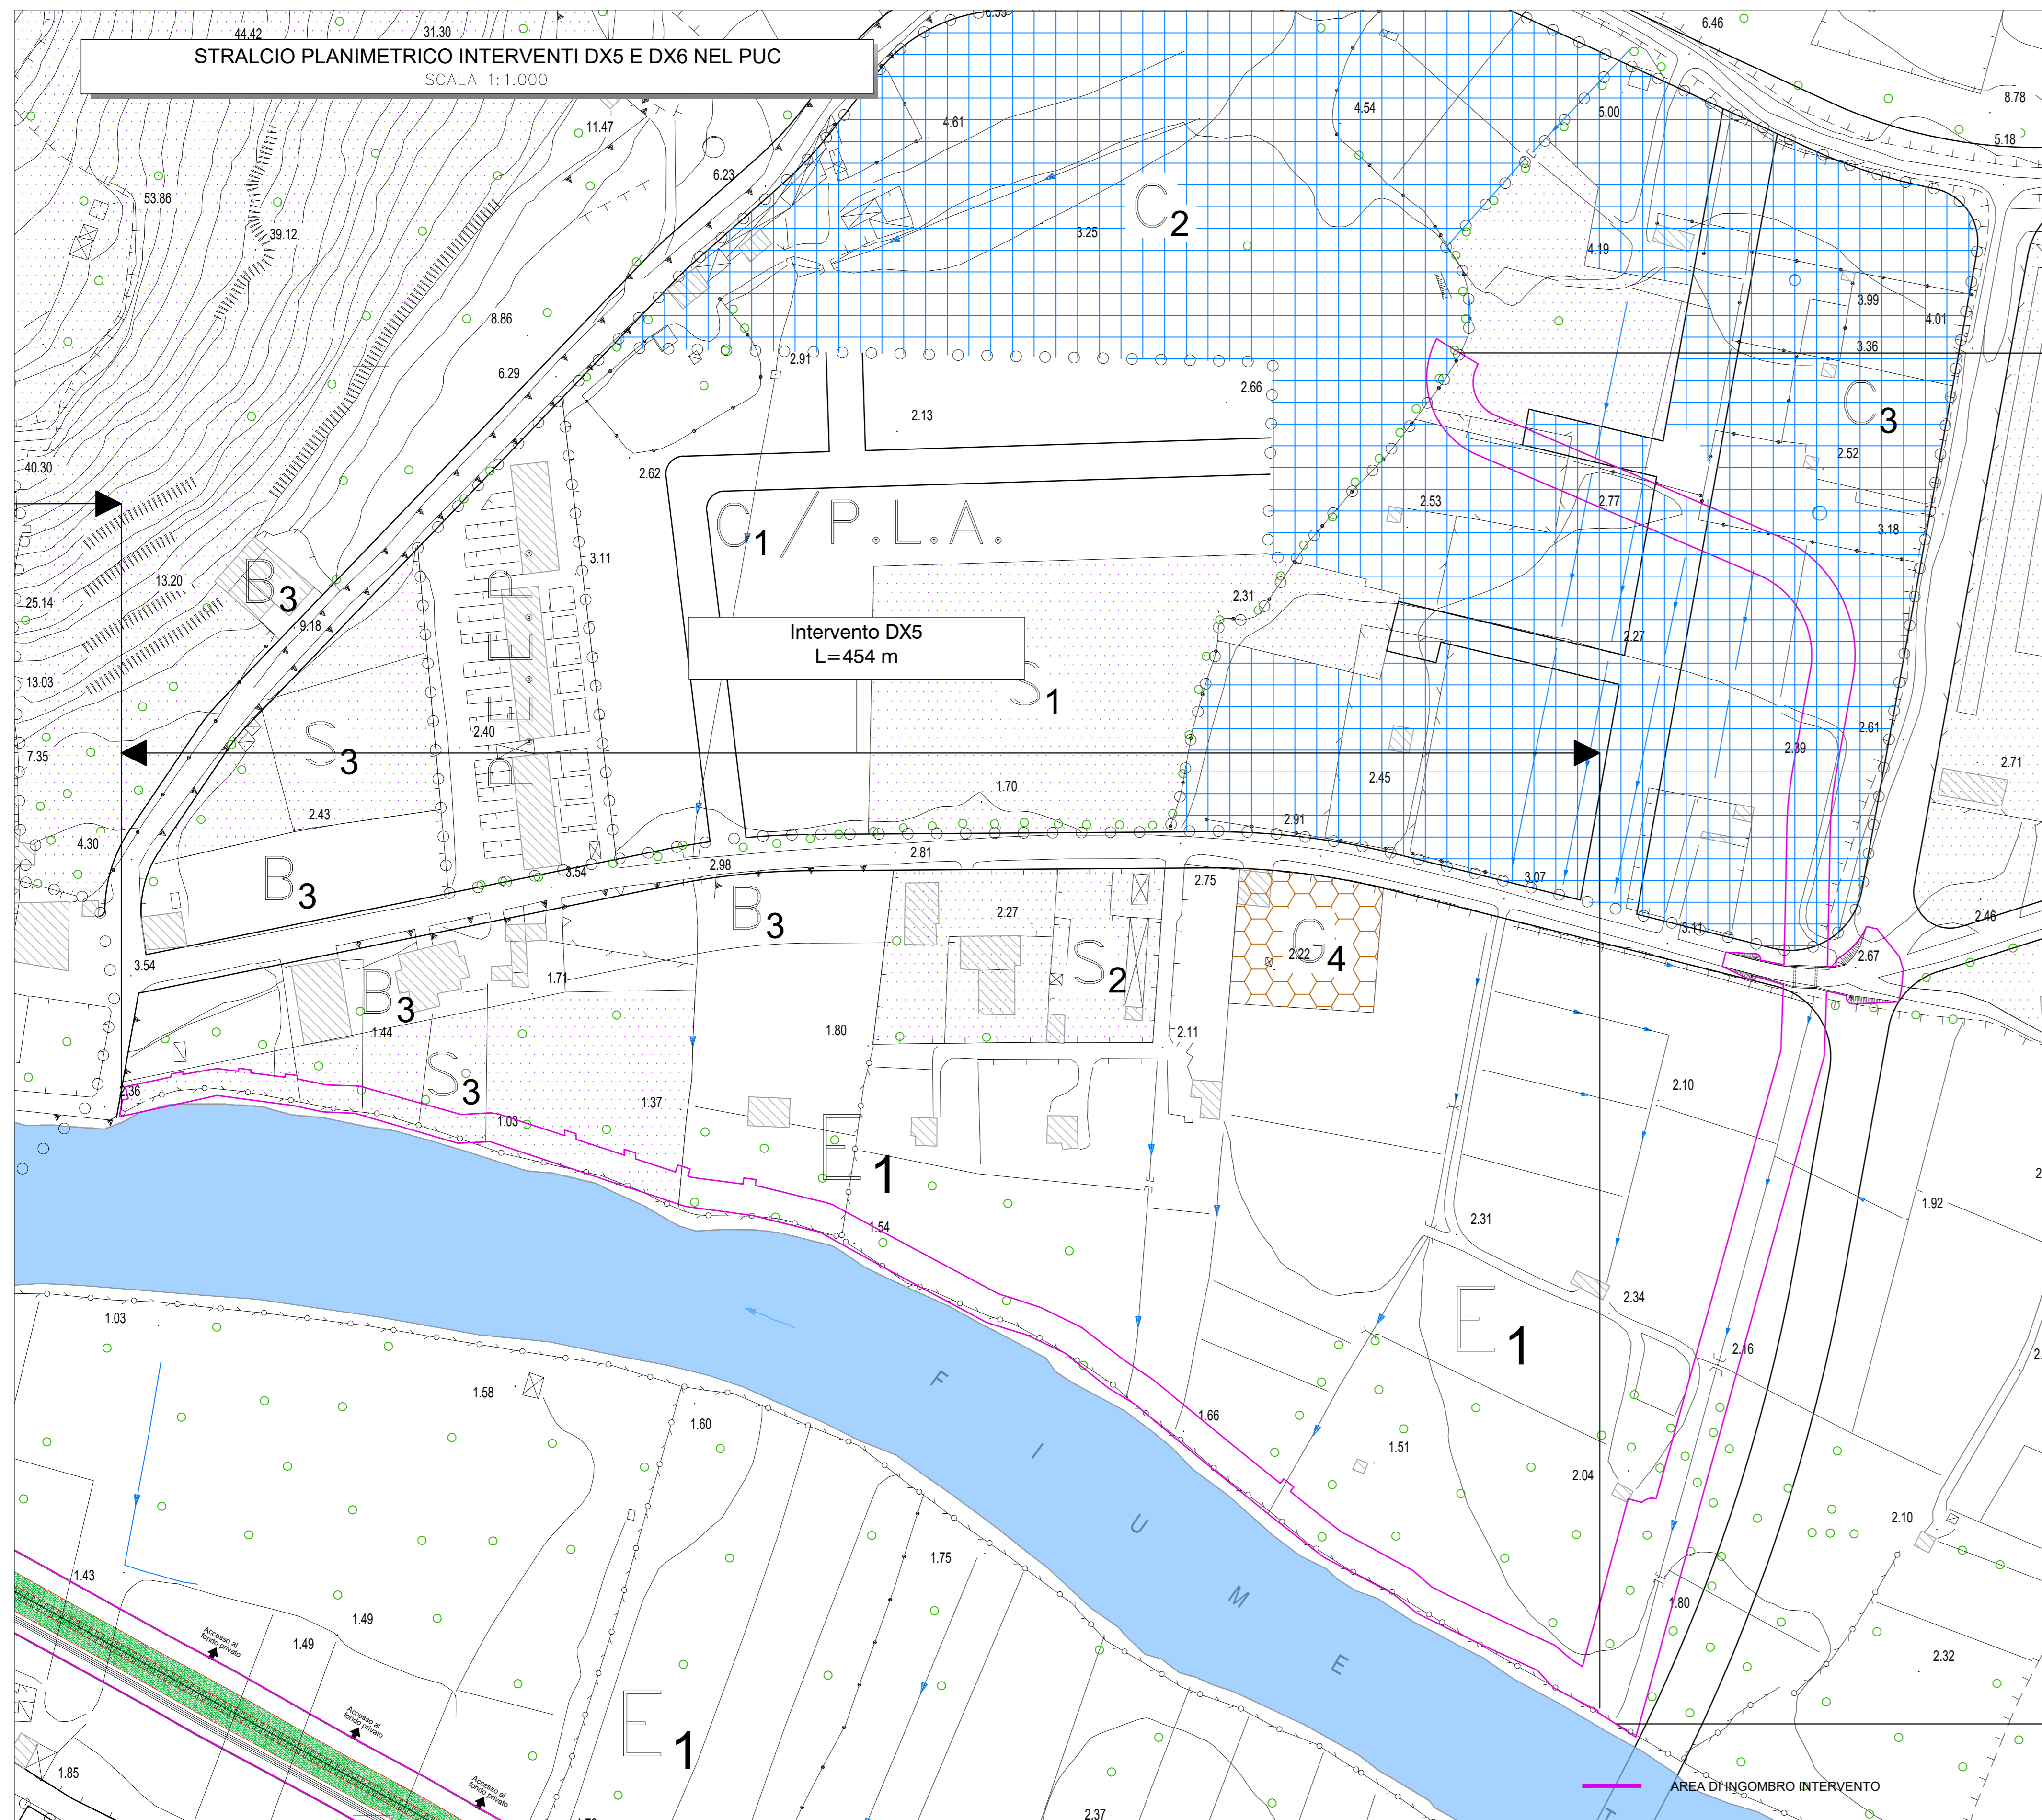 STRALCIO PLANIMETRICO INTERVENTI DX5 E DX6 NEL PUC
SCALA 1:1.000
44.42
31.30
6.46
8.78
5.18
11.47
4.61
4.54
5.00
6.23
53.86
39.12
3.25
C2
4.19
3.99
4.01
3.36
8.86
6.29
2.91
2.13
2.66
C3
40.30
2.62
2.53
2.77
2.52
3.18
C1/P.L.A.
3.11
13.20
25.14
B3
9.18
2.31
2.27
Intervento DX5
L=454 m
S1
13.03
P.E.E.P.
S3
2.40
7.35
2.39
2.61
2.71
2.45
1.70
2.43
2.91
4.30
2.81
2.98
3.54
B3
B3
2.75
3.07
2.27
2.46
3.11
G4
2.22
2.67
3.54
S2
1.71
B3
1.44
1.80
2.11
S3
2.36
2.10
1.37
1.03
E1
1.92
1.54
2.31
2.34
E1
1.03
2.16
1.58
1.60
1.66
1.51
2.04
FIUME
2.10
1.75
1.43
1.80
1.49
1.49
Accesso al
fondo privato
2.32
E1
Accesso al
fondo privato
1.85
Accesso al
fondo privato
AREA DI INGOMBRO INTERVENTO
2.37
T